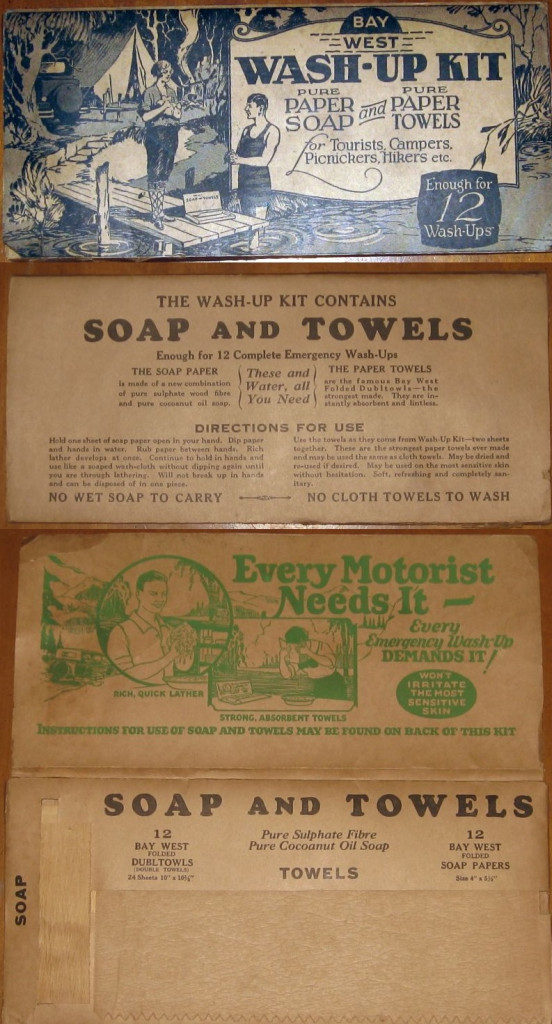 BAY
WEST
WASH-UP KIT
PURE PAPER SOAP and PURE PAPER TOWELS
for Tourists, Campers,
Picnickers, Hikers etc.
Enough for
12
Wash-Ups
THE WASH-UP KIT CONTAINS
SOAP AND TOWELS
Enough for 12 Complete Emergency Wash-Ups
THE SOAP PAPER
is made of a new combination
of pure sulphate wood fibre
and pure cocoanut oil soap.
These and
Water, all
You Need
THE PAPER TOWELS
are the famous Bay West
Folded Dubltowls—the
strongest made. They are in-
stantly absorbent and lintless.
DIRECTIONS FOR USE
Hold one sheet of soap paper open in your hand. Dip paper
and hands in water. Rub paper between hands. Rich
lather develops at once. Continue to hold in hands and
use like a soaped wash-cloth without dipping again until
you are through lathering. Will not break up in hands
and can be disposed of in one piece.
Use the towels as they come from Wash-Up Kit—two sheets
together. These are the strongest paper towels ever made
and may be used the same as cloth towels. May be dried and
re-used if desired. May be used on the most sensitive skin
without hesitation. Soft, refreshing and completely sani-
tary.
NO WET SOAP TO CARRY
NO CLOTH TOWELS TO WASH
Every Motorist
Needs It —
Every
Emergency Wash-Up
DEMANDS IT!
RICH, QUICK LATHER
STRONG, ABSORBENT TOWELS
WON'T
IRRITATE
THE MOST
SENSITIVE
SKIN
INSTRUCTIONS FOR USE OF SOAP AND TOWELS MAY BE FOUND ON BACK OF THIS KIT
SOAP AND TOWELS
12
BAY WEST
FOLDED
DUBLTOWLS
(DOUBLE TOWELS)
24 Sheets 10" x
Pure Sulphate Fibre
Pure Cocoanut Oil Soap
TOWELS
12
BAY WEST
FOLDED
SOAP PAPERS
Size 4" x
SOAP